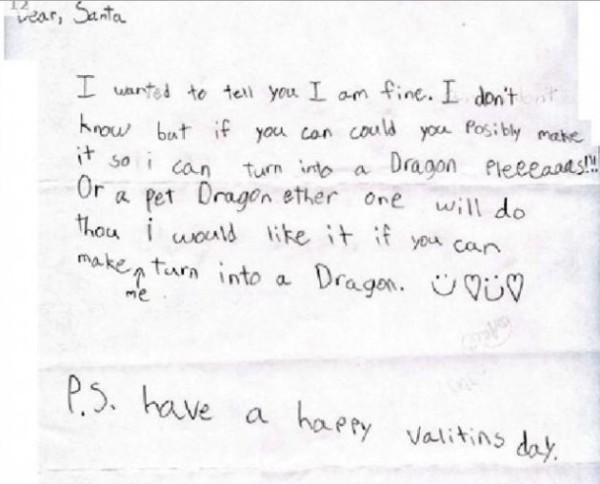 Dear, Santa
I wanted to tell you I am fine. I don't
know but if you can could you Posibly make
it so i can turn into a Dragon Pleeeaaas!!!
Or a pet Dragon ether one will do
thou i would like it if you can
make ^ turn into a Dragon. ü♡ü♡
me
P.S. have a happy valitins day.